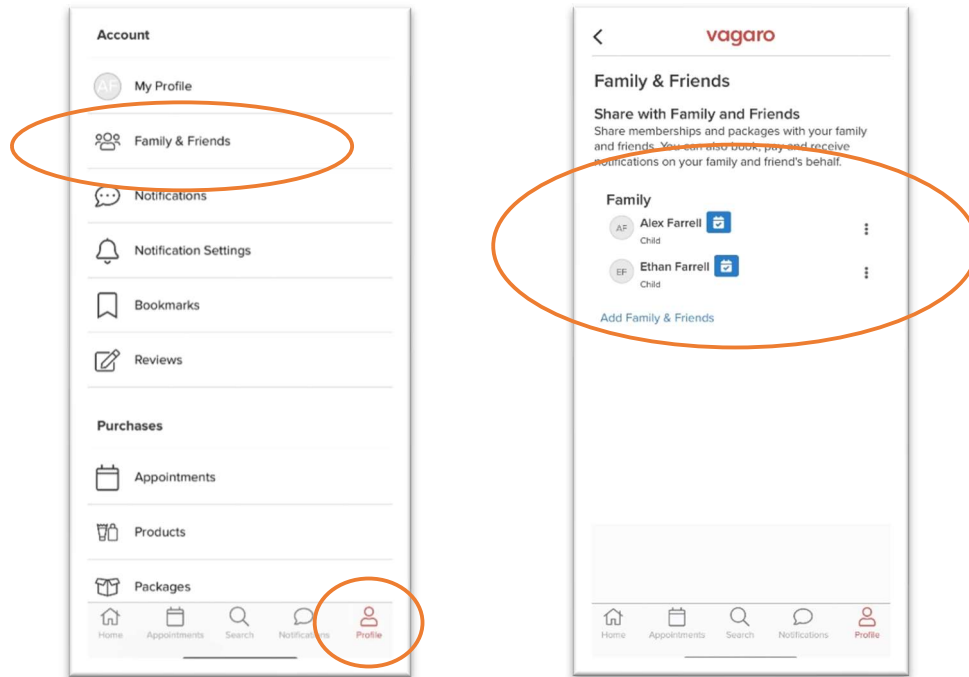 Account
AF
My Profile
Family & Friends
Notifications
Notification Settings
Bookmarks
Reviews
Purchases
Appointments
Products
Packages
Home
Appointments
Search
Notifications
Profile
vagaro
Family & Friends
Share with Family and Friends
Share memberships and packages with your family
and friends. You can also book, pay and receive
notifications on your family and friend's behalf.
Family
AF
Alex Farrell
Child
EF
Ethan Farrell
Child
Add Family & Friends
Home
Appointments
Search
Notifications
Profile